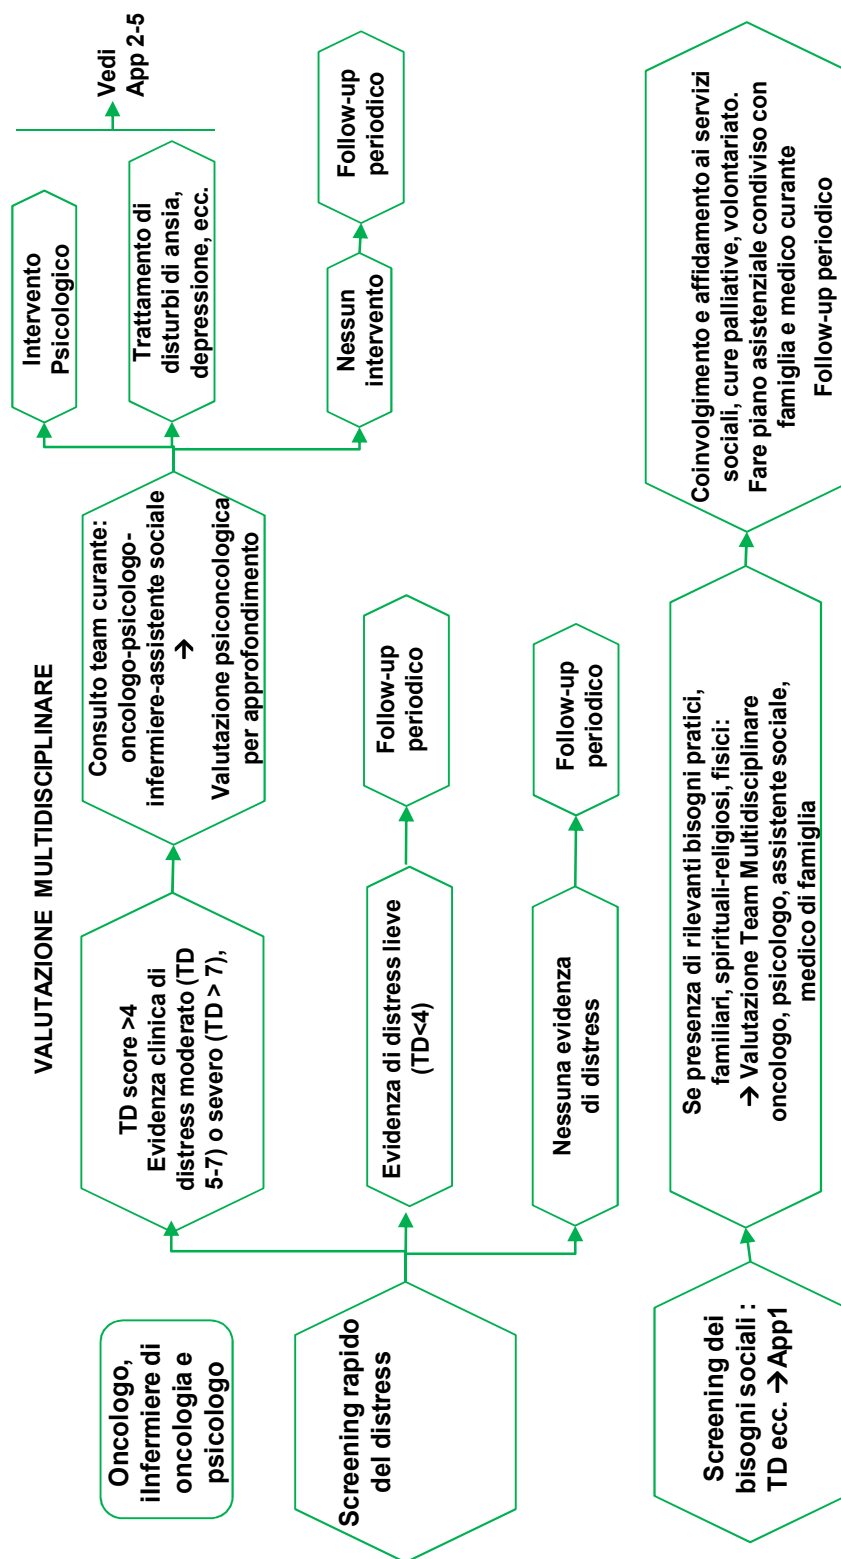 VALUTAZIONE MULTIDISCIPLINARE
Oncologo,
iInfermiere di
oncologia e
psicologo
Screening rapido
del distress
TD score >4
Evidenza clinica di
distress moderato (TD
5-7) o severo (TD > 7),
Consulto team curante:
oncologo-psicologo-
infermiere-assistente sociale
→
Valutazione psiconcologica
per approfondimento
Intervento
Psicologico
Trattamento di
disturbi di ansia,
depressione, ecc.
Vedi
App 2-5
Nessun
intervento
Follow-up
periodico
Evidenza di distress lieve
(TD<4)
Follow-up
periodico
Nessuna evidenza
di distress
Follow-up
periodico
Screening dei
bisogni sociali :
TD ecc. →App1
Se presenza di rilevanti bisogni pratici,
familiari, spirituali-religiosi, fisici:
→ Valutazione Team Multidisciplinare
oncologo, psicologo, assistente sociale,
medico di famiglia
Coinvolgimento e affidamento ai servizi
sociali, cure palliative, volontariato.
Fare piano asistenziale condiviso con
famiglia e medico curante
Follow-up periodico